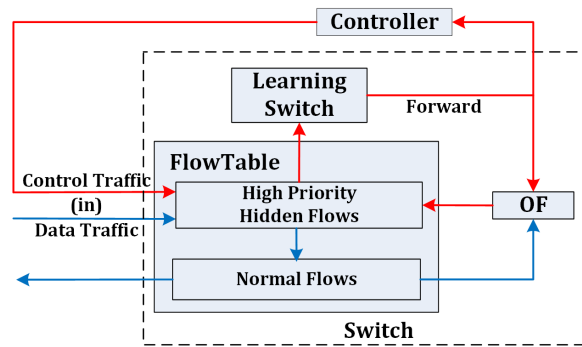 Controller
Learning
Switch
Forward
FlowTable
Control Traffic
(in)
Data Traffic
High Priority
Hidden Flows
OF
Normal Flows
Switch